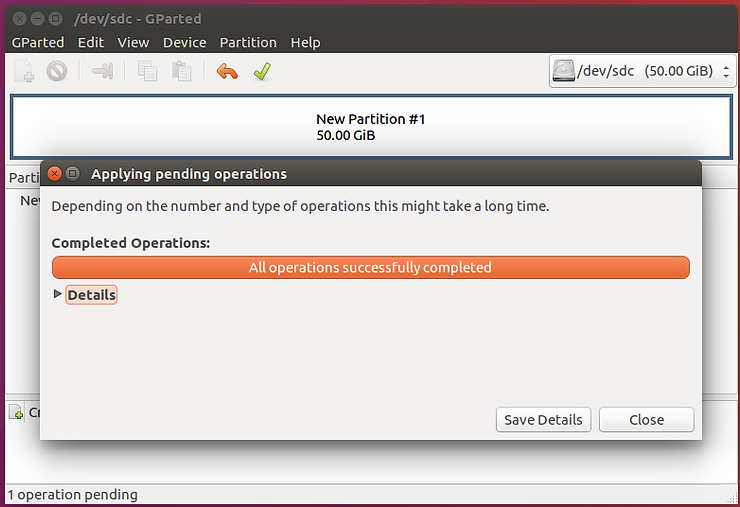 /dev/sdc - GParted
GParted Edit View Device Partition Help
/dev/sdc (50.00 GiB)
New Partition #1
50.00 GiB
Parti
Applying pending operations
Ne
Depending on the number and type of operations this might take a long time.
Completed Operations:
All operations successfully completed
Details
Cr
Save Details Close
1 operation pending